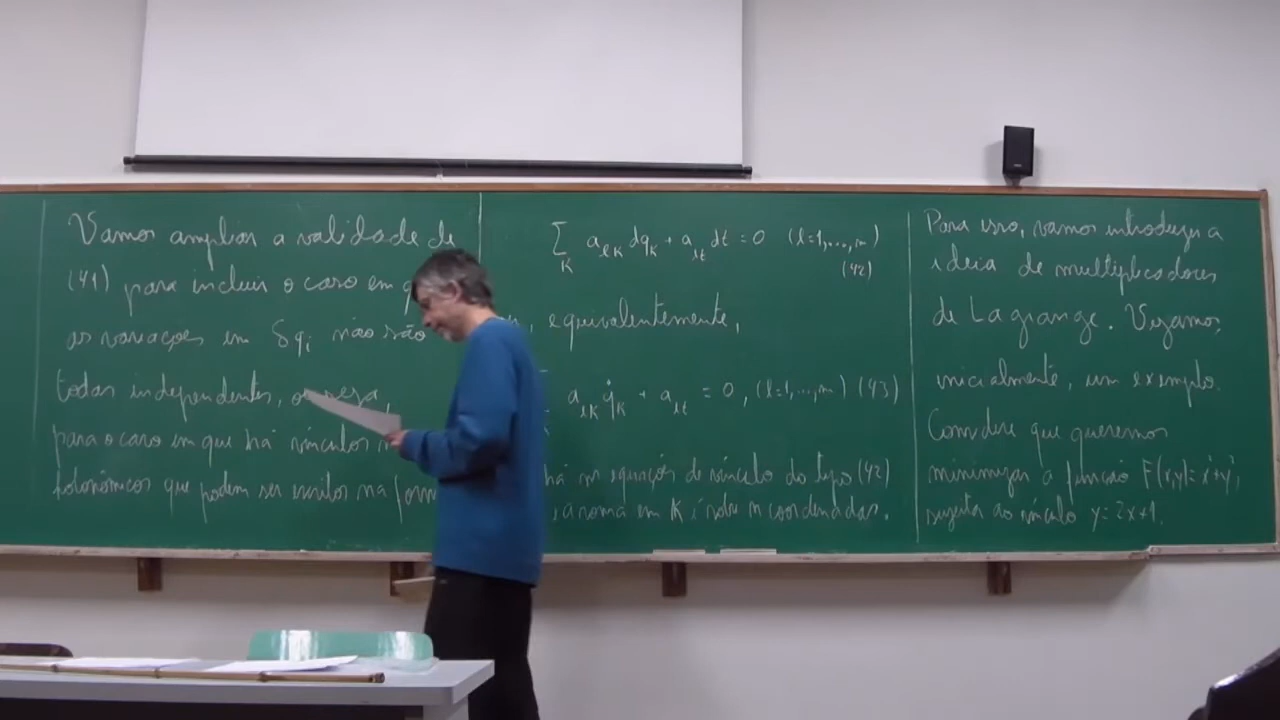 Vamos ampliar a validade de
(41) para incluir o caso em
as variações em δqᵢ não são
todas independentes, ou seja,
para o caso em que há vínculos
holonômicos que podem ser escritos na
∑ₖ aₗₖ dqₖ + aₗₜ dt = 0 (l=1,...,m)
(42)
equivalentemente,
aₗₖ q̇ₖ + aₗₜ = 0, (l=1,...,m) (43)
há m equações de vínculo do tipo (42)
a soma em K é sobre n coordenadas.
Para isso, vamos introduzir a
ideia de multiplicadores
de Lagrange. Vejamos,
inicialmente, um exemplo.
Considere que queremos
minimizar a função F(x,y)=x²+y²,
sujeita ao vínculo y=2x+1.